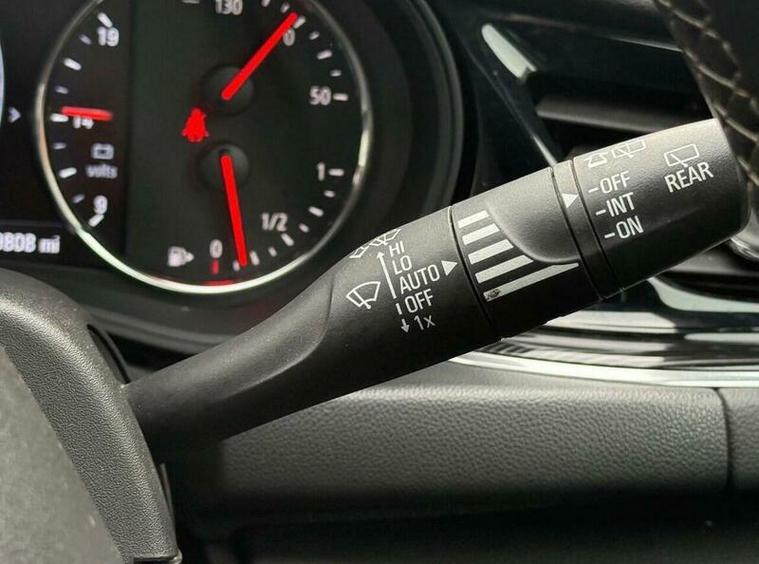 130
19
50
14
volts
9
1
1/2
0
0808 mi
HI
LO
AUTO
OFF
1x
-OFF
-INT
-ON
REAR